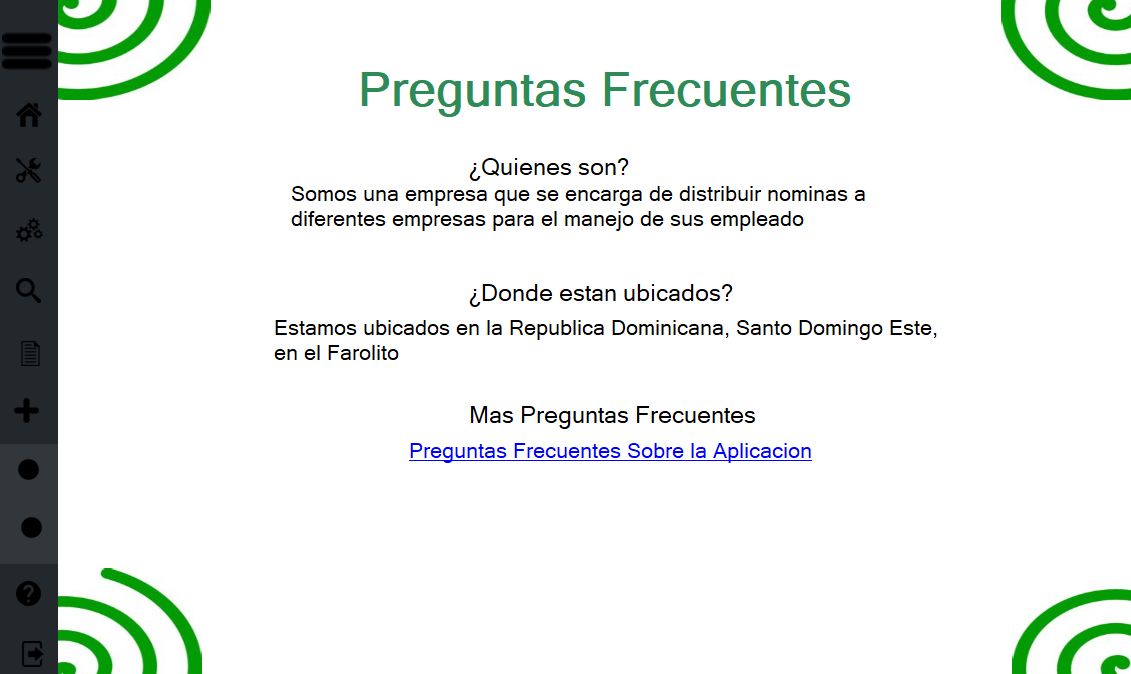 Preguntas Frecuentes
¿Quienes son?
Somos una empresa que se encarga de distribuir nominas a
diferentes empresas para el manejo de sus empleado
¿Donde estan ubicados?
Estamos ubicados en la Republica Dominicana, Santo Domingo Este,
en el Farolito
Mas Preguntas Frecuentes
Preguntas Frecuentes Sobre la Aplicacion